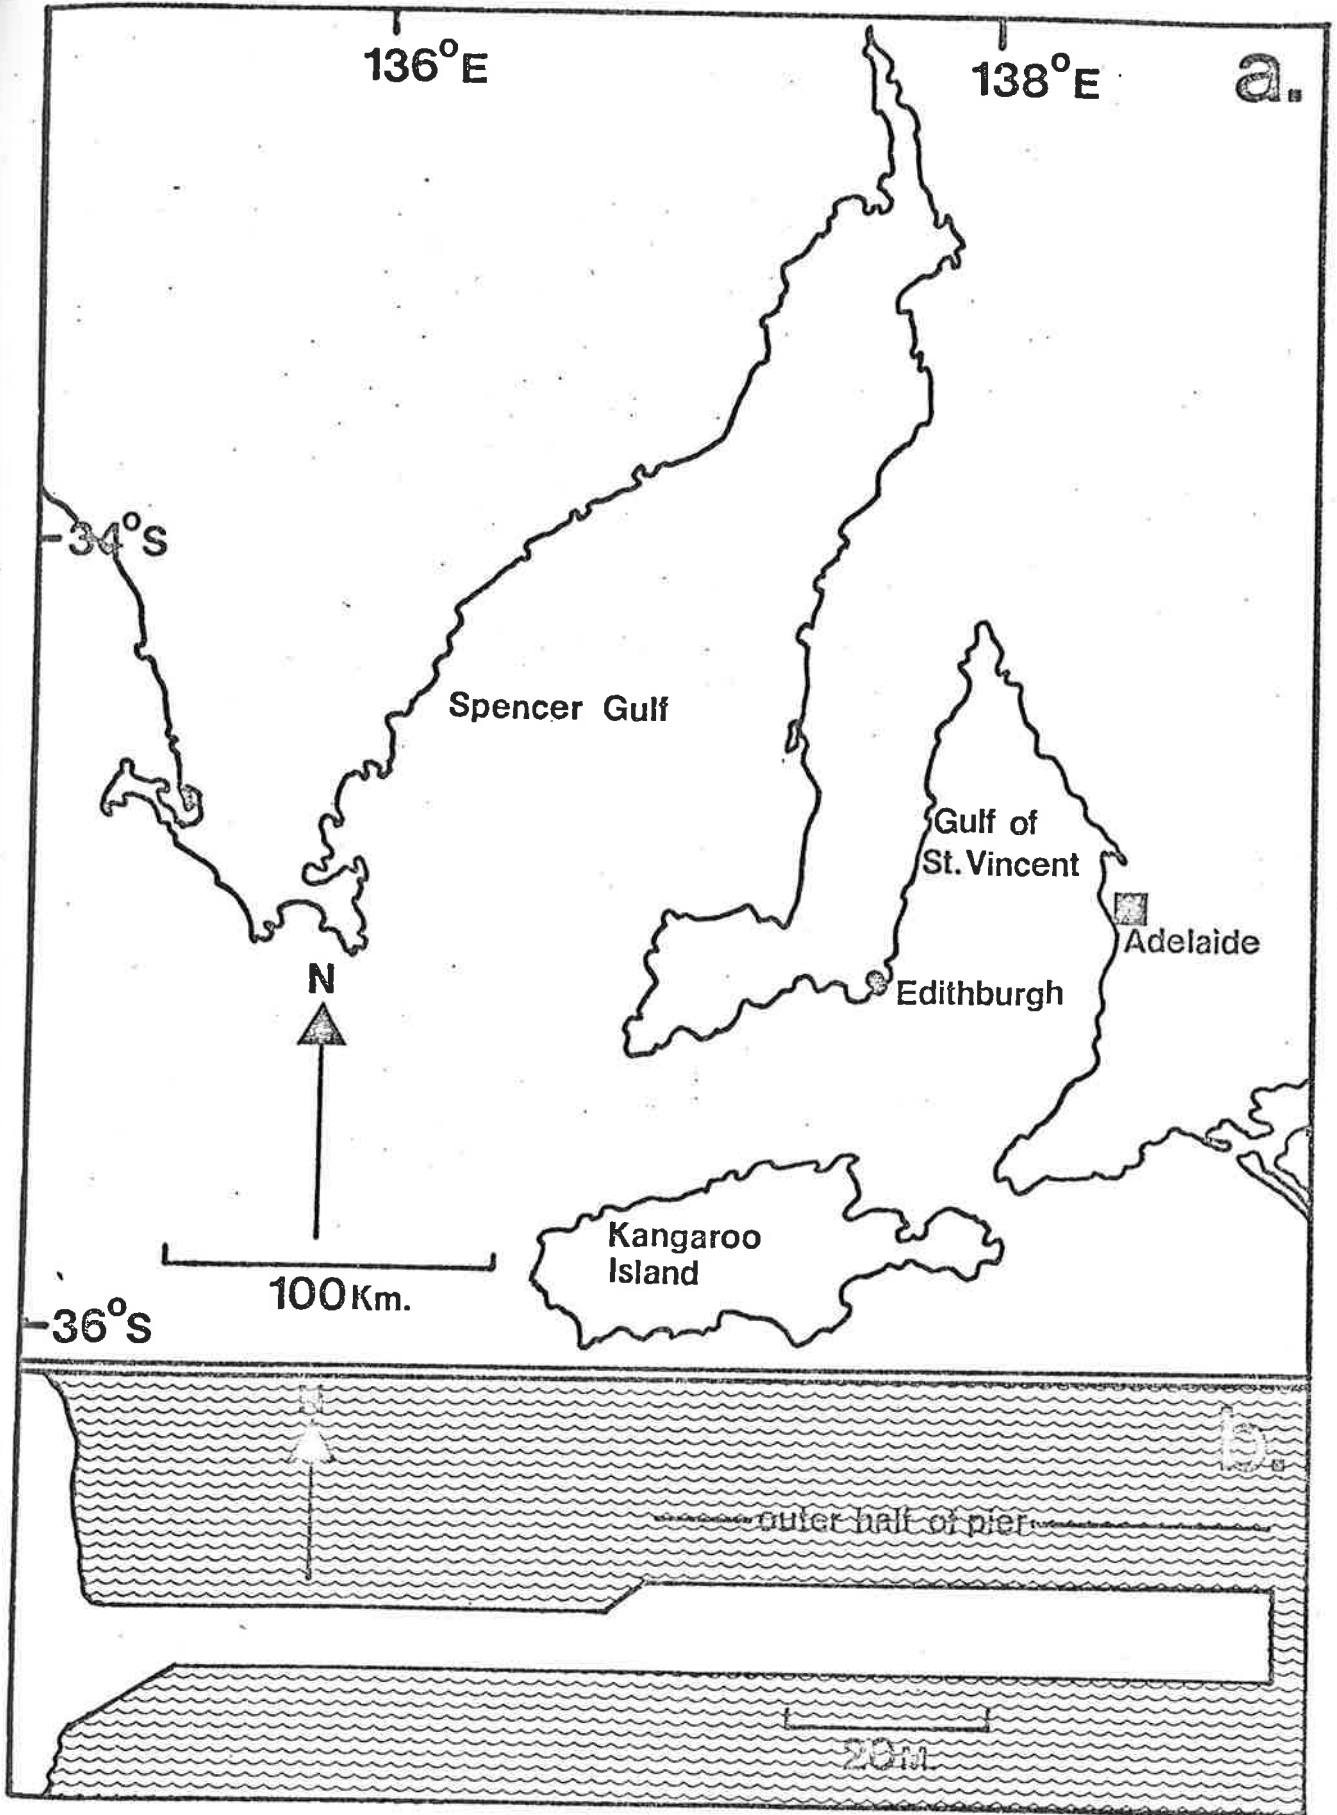 136°E
138°E
a.
34°S
Spencer Gulf
Gulf of
St. Vincent
Adelaide
Edithburgh
N
Kangaroo
Island
100Km.
36°S
N
b.
outer half of pier
20M.